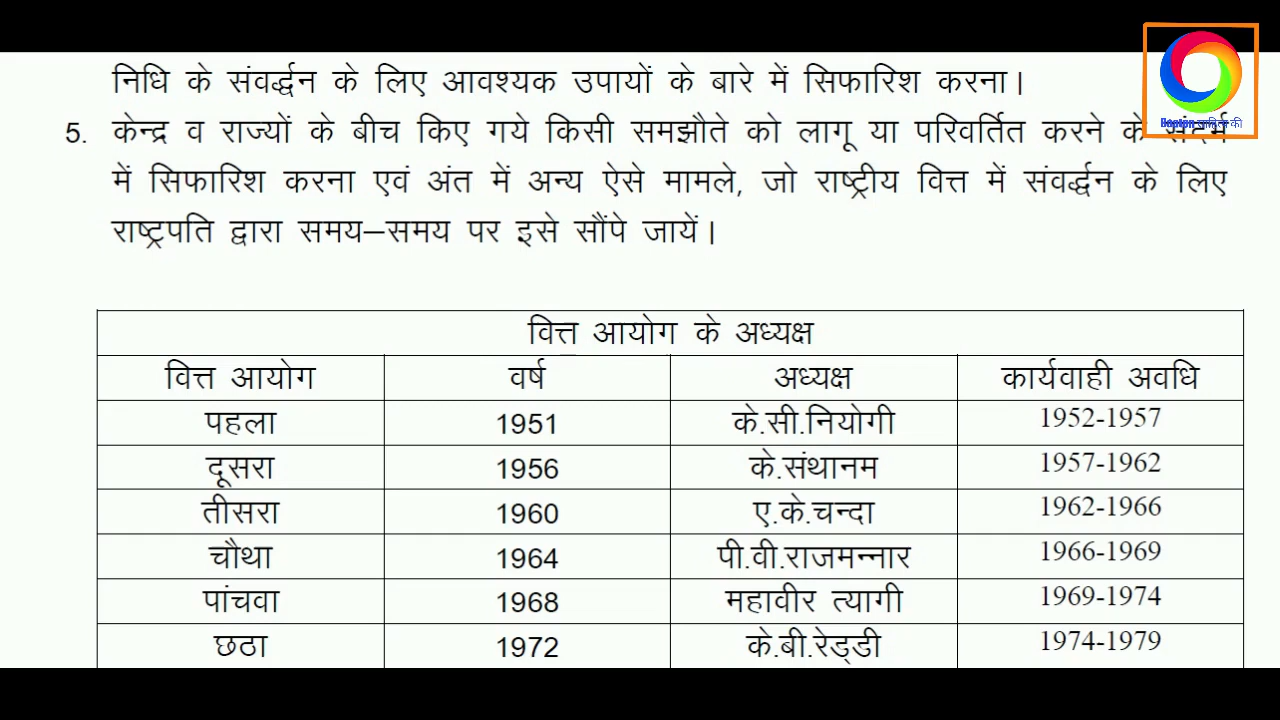 निधि के संवर्द्धन के लिए आवश्यक उपायों के बारे में सिफारिश करना।
5. केन्द्र व राज्यों के बीच किए गये किसी समझौते को लागू या परिवर्तित करने के संदर्भ
में सिफारिश करना एवं अंत में अन्य ऐसे मामले, जो राष्ट्रीय वित्त में संवर्द्धन के लिए
राष्ट्रपति द्वारा समय–समय पर इसे सौंपे जायें।
वित्त आयोग के अध्यक्ष
वित्त आयोग वर्ष अध्यक्ष कार्यवाही अवधि
पहला 1951 के.सी.नियोगी 1952-1957
दूसरा 1956 के.संथानम 1957-1962
तीसरा 1960 ए.के.चन्दा 1962-1966
चौथा 1964 पी.वी.राजमन्नार 1966-1969
पांचवा 1968 महावीर त्यागी 1969-1974
छठा 1972 के.बी.रेड्डी 1974-1979